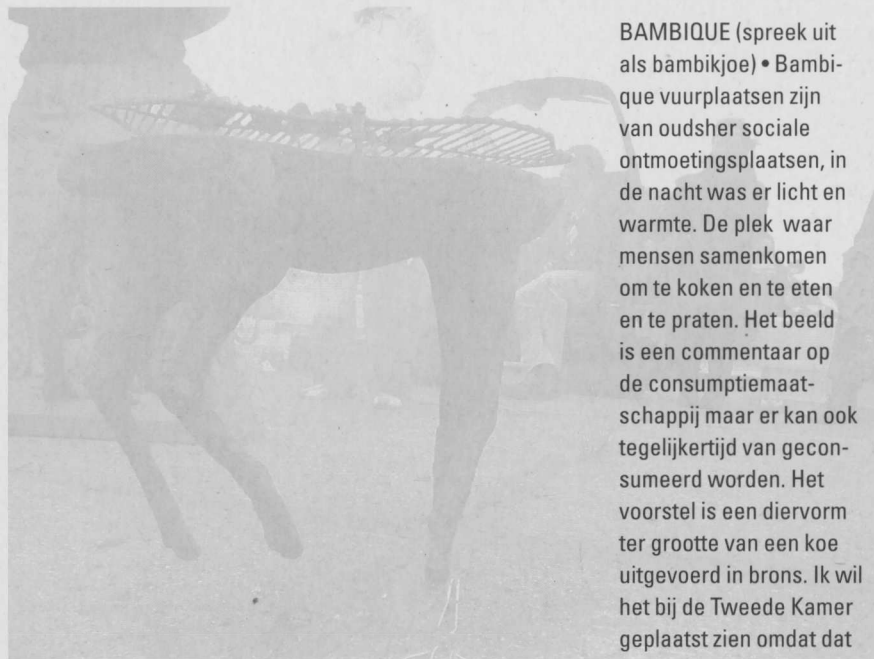 BAMBIQUE (spreek uit
als bambikjoe) • Bambi-
que vuurplaatsen zijn
van oudsher sociale
ontmoetingsplaatsen, in
de nacht was er licht en
warmte. De plek waar
mensen samenkomen
om te koken en te eten
en te praten. Het beeld
is een commentaar op
de consumptiemaat-
schappij maar er kan ook
tegelijkertijd van gecon-
sumeerd worden. Het
voorstel is een diervorm
ter grootte van een koe
uitgevoerd in brons. Ik wil
het bij de Tweede Kamer
geplaatst zien omdat dat